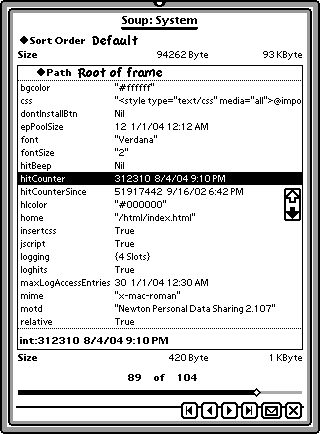 Soup: System
◆Sort Order Default
Size 94262 Byte 93 KByte
◆Path Root of frame
bgcolor "#ffffff"
css "<style type="text/css" media="all">@impo
dontInstallBtn Nil
epPoolSize 12 1/1/04 12:12 AM
font "Verdana"
fontSize "2"
hitBeep Nil
hitCounter 312310 8/4/04 9:10 PM
hitCounterSince 51917442 9/16/02 6:42 PM
hlcolor "#000000"
home "/html/index.html"
insertcss True
jscript True
logging {4 Slots}
loghits True
maxLogAccessEntries 30 1/1/04 12:30 AM
mime "x-mac-roman"
motd "Newton Personal Data Sharing 2.107"
relative True
int:312310 8/4/04 9:10 PM
Size 420 Byte 1 KByte
89 of 104